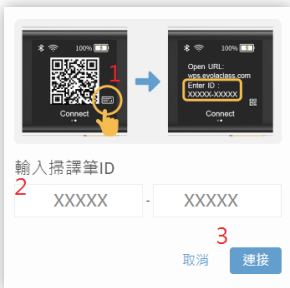 100%
1
Connect
100%
Open URL:
wps.evolaclass.com
Enter ID :
XXXXX-XXXXX
Connect
輸入掃譯筆ID
2
XXXXX - XXXXX
3
取消 連接